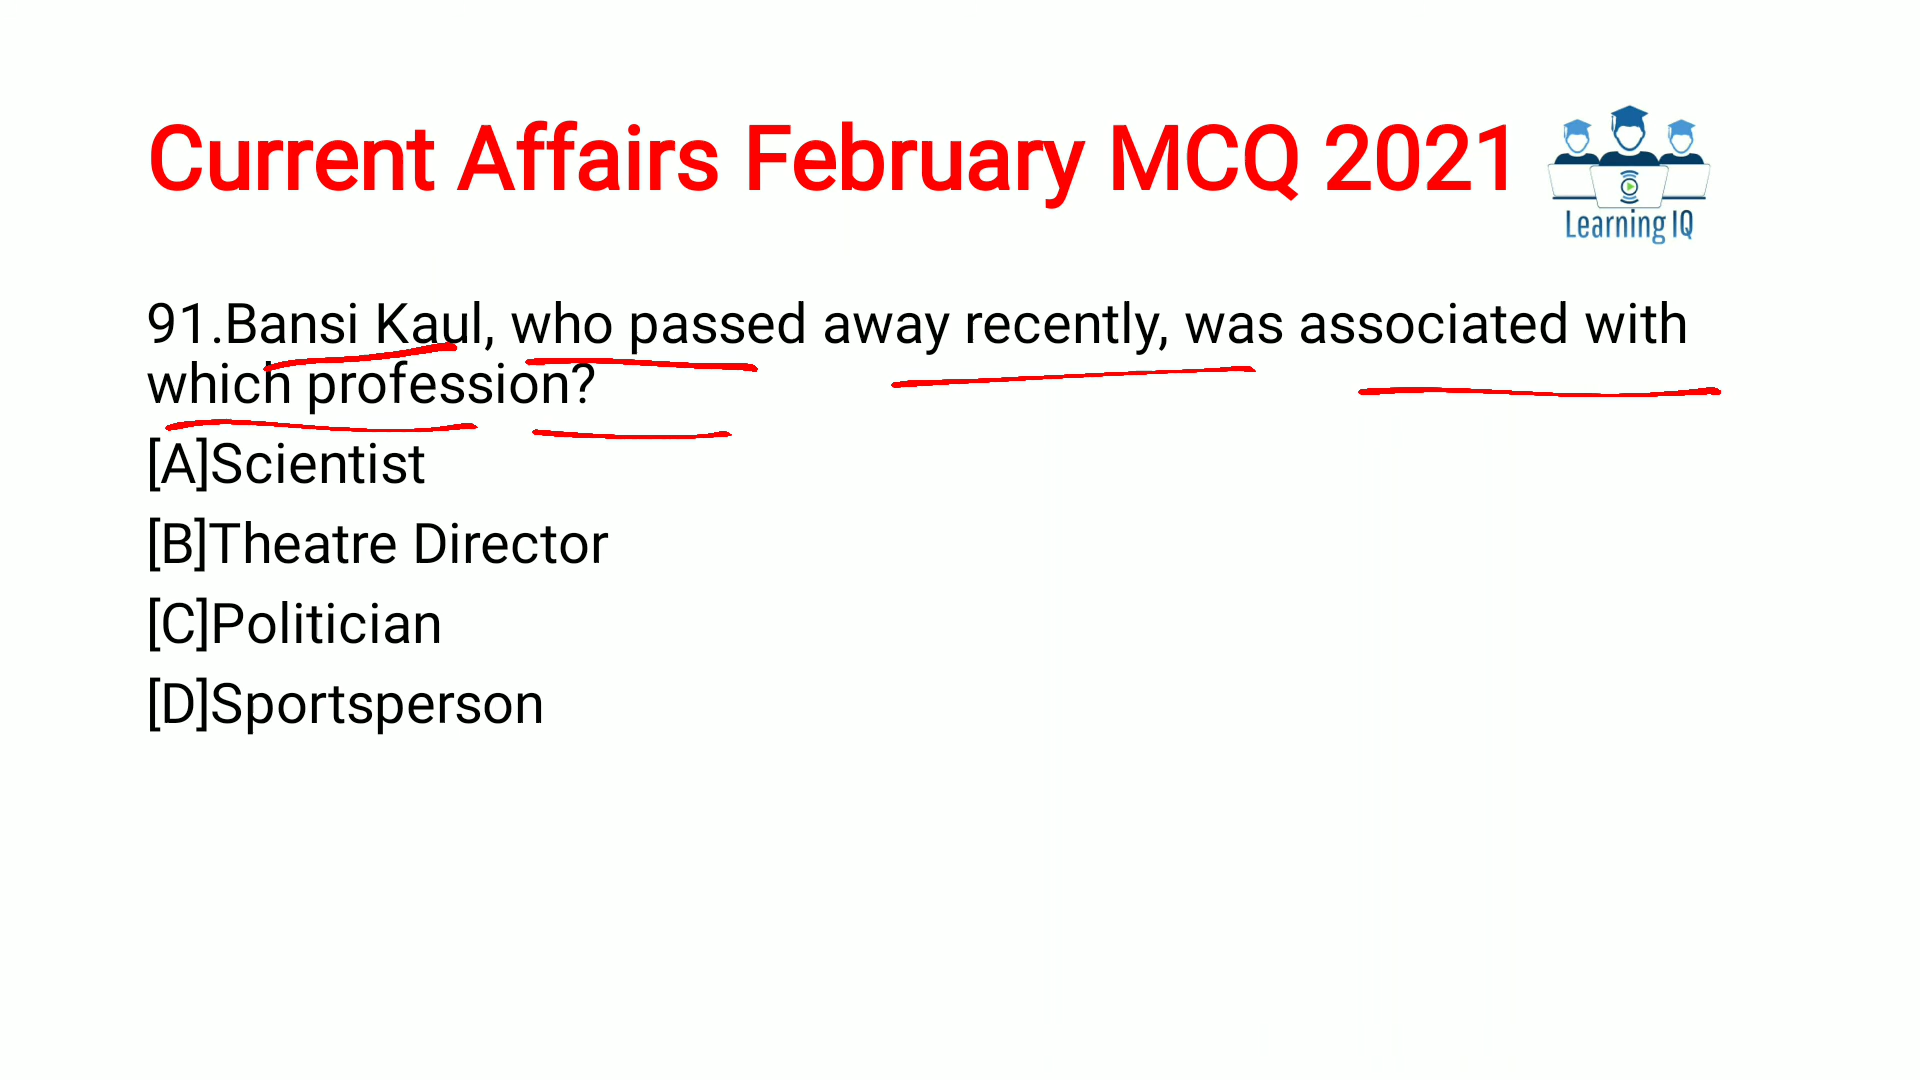 Current Affairs February MCQ 2021
Learning IQ
91.Bansi Kaul, who passed away recently, was associated with
which profession?
[A]Scientist
[B]Theatre Director
[C]Politician
[D]Sportsperson